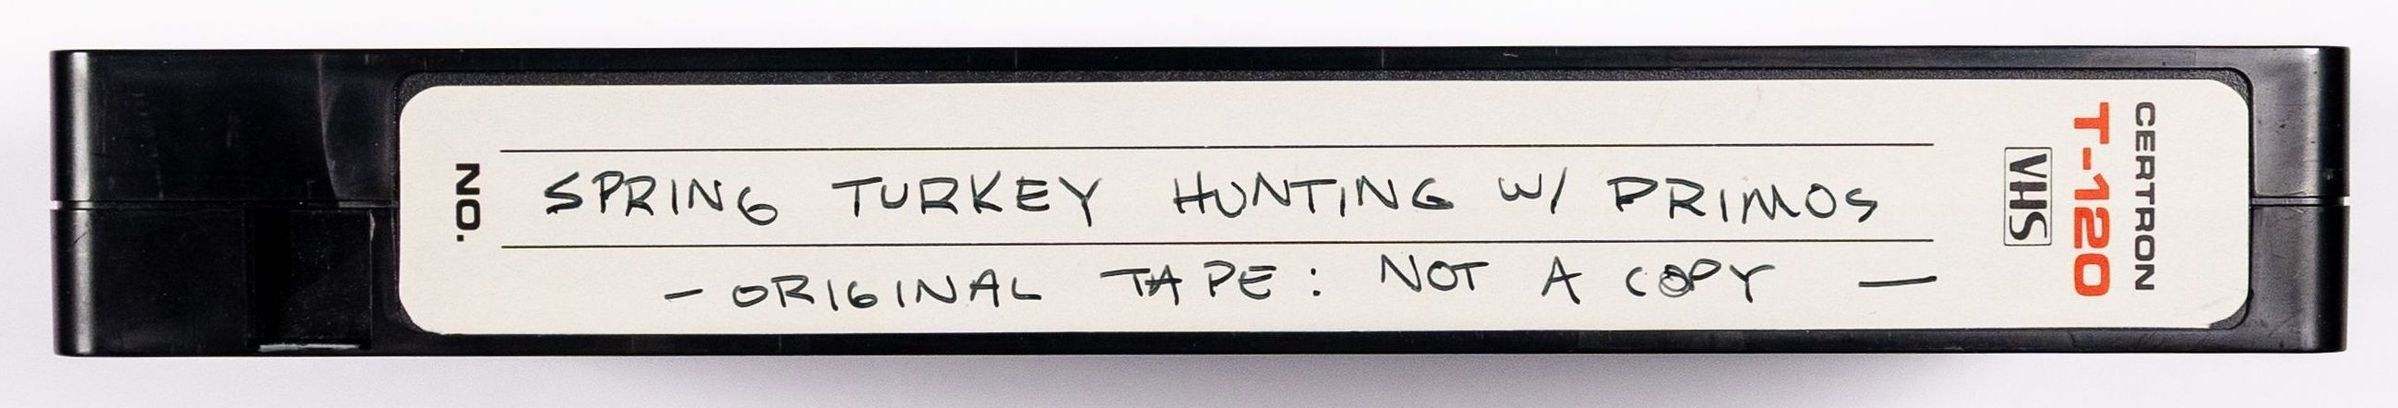 NO.
SPRING TURKEY HUNTING W/ PRIMOS
- ORIGINAL TAPE: NOT A COPY —
VHS
T-120
CERTRON